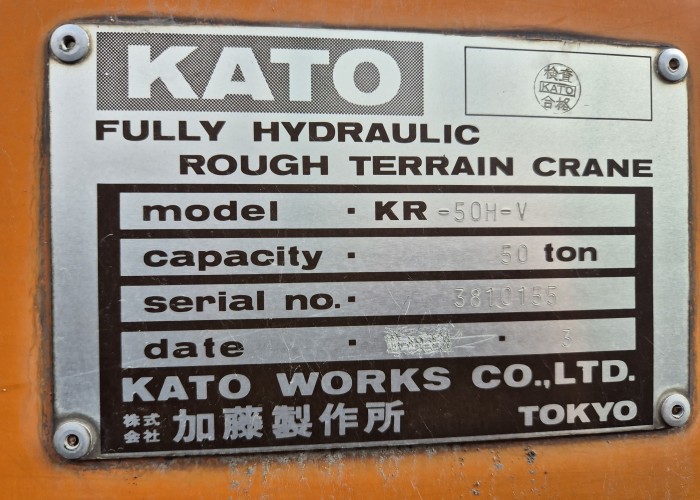 KATO
検査
KATO
合格
FULLY HYDRAULIC
ROUGH TERRAIN CRANE
model · KR -50H-V
capacity · 50 ton
serial no. · 3810155
date · · 3
KATO WORKS CO.,LTD.
株式会社 加藤製作所 TOKYO